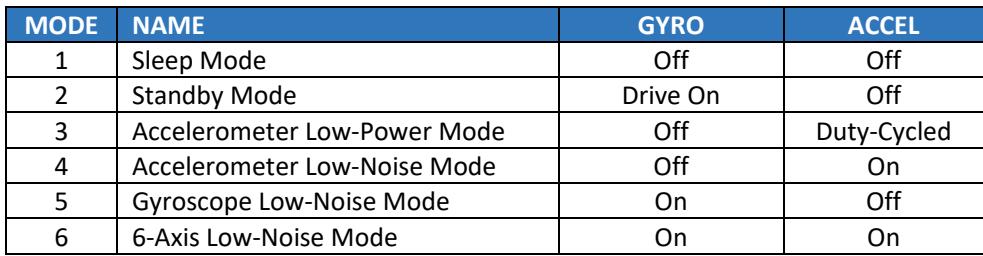 MODE NAME GYRO ACCEL
1 Sleep Mode Off Off
2 Standby Mode Drive On Off
3 Accelerometer Low-Power Mode Off Duty-Cycled
4 Accelerometer Low-Noise Mode Off On
5 Gyroscope Low-Noise Mode On Off
6 6-Axis Low-Noise Mode On On